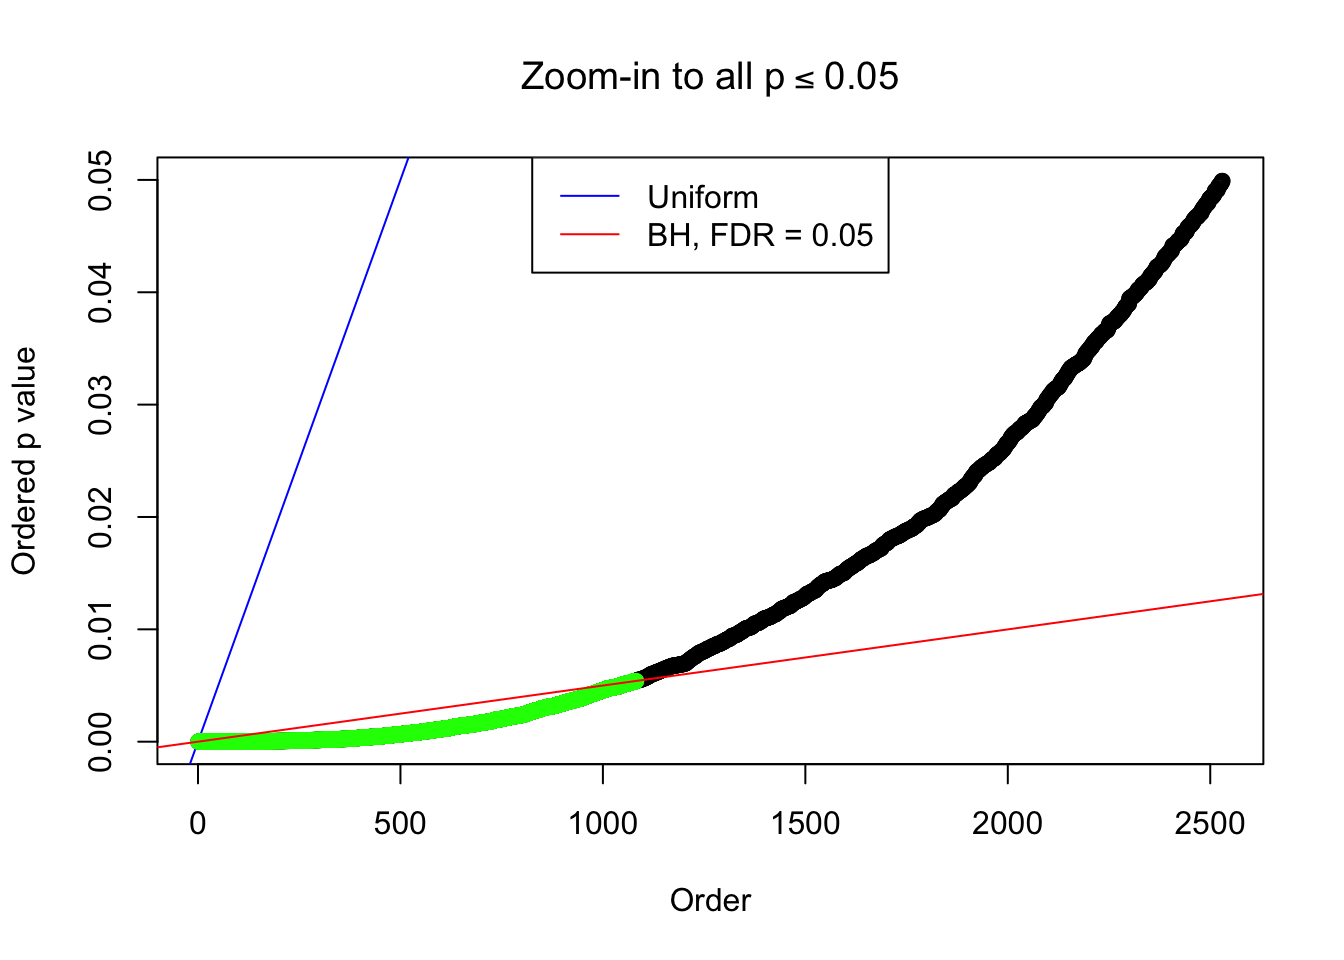 Zoom-in to all p ≤ 0.05
Uniform
BH, FDR = 0.05
Ordered p value
0.05
0.04
0.03
0.02
0.01
0.00
0 500 1000 1500 2000 2500
Order